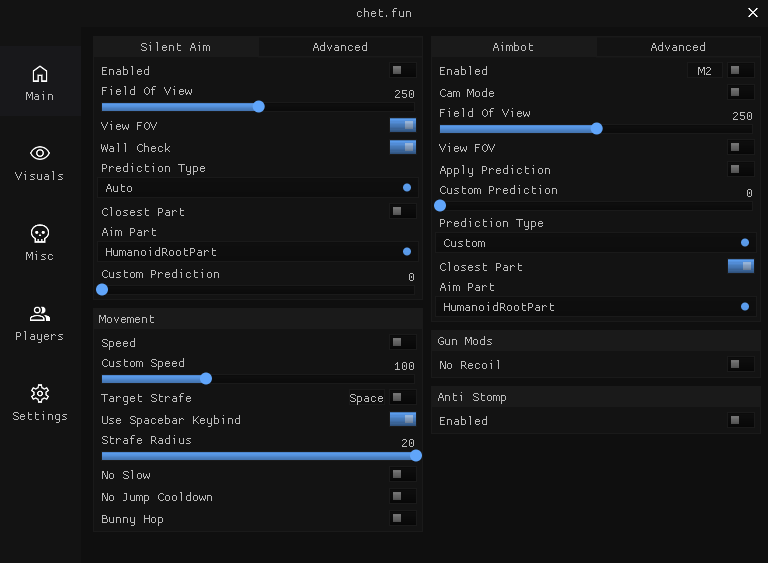 chet.fun
Main
Visuals
Misc
Players
Settings
Silent Aim Advanced
Enabled
Field Of View 250
View FOV
Wall Check
Prediction Type
Auto
Closest Part
Aim Part
HumanoidRootPart
Custom Prediction 0
Movement
Speed
Custom Speed 100
Target Strafe Space
Use Spacebar Keybind
Strafe Radius 20
No Slow
No Jump Cooldown
Bunny Hop
Aimbot Advanced
Enabled M2
Cam Mode
Field Of View 250
View FOV
Apply Prediction
Custom Prediction 0
Prediction Type
Custom
Closest Part
Aim Part
HumanoidRootPart
Gun Mods
No Recoil
Anti Stomp
Enabled